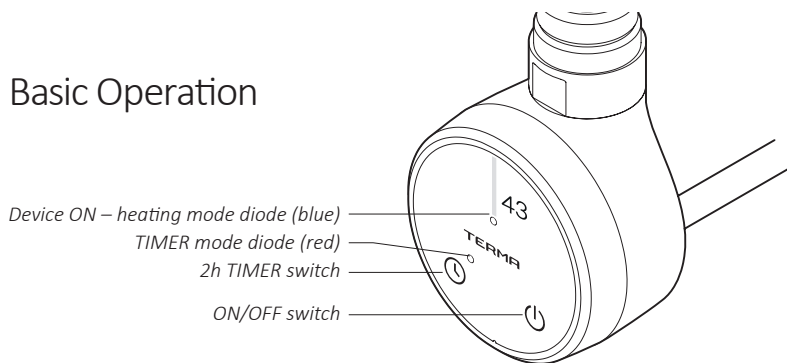 Basic Operation
Device ON – heating mode diode (blue)
43
TIMER mode diode (red)
TERMA
2h TIMER switch
ON/OFF switch